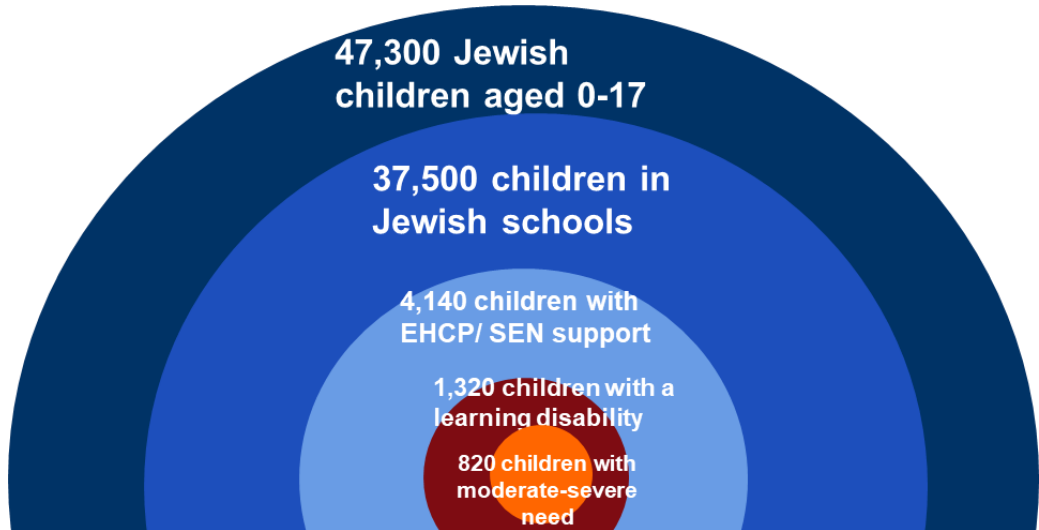 47,300 Jewish
children aged 0-17
37,500 children in
Jewish schools
4,140 children with
EHCP/ SEN support
1,320 children with a
learning disability
820 children with
moderate-severe
need